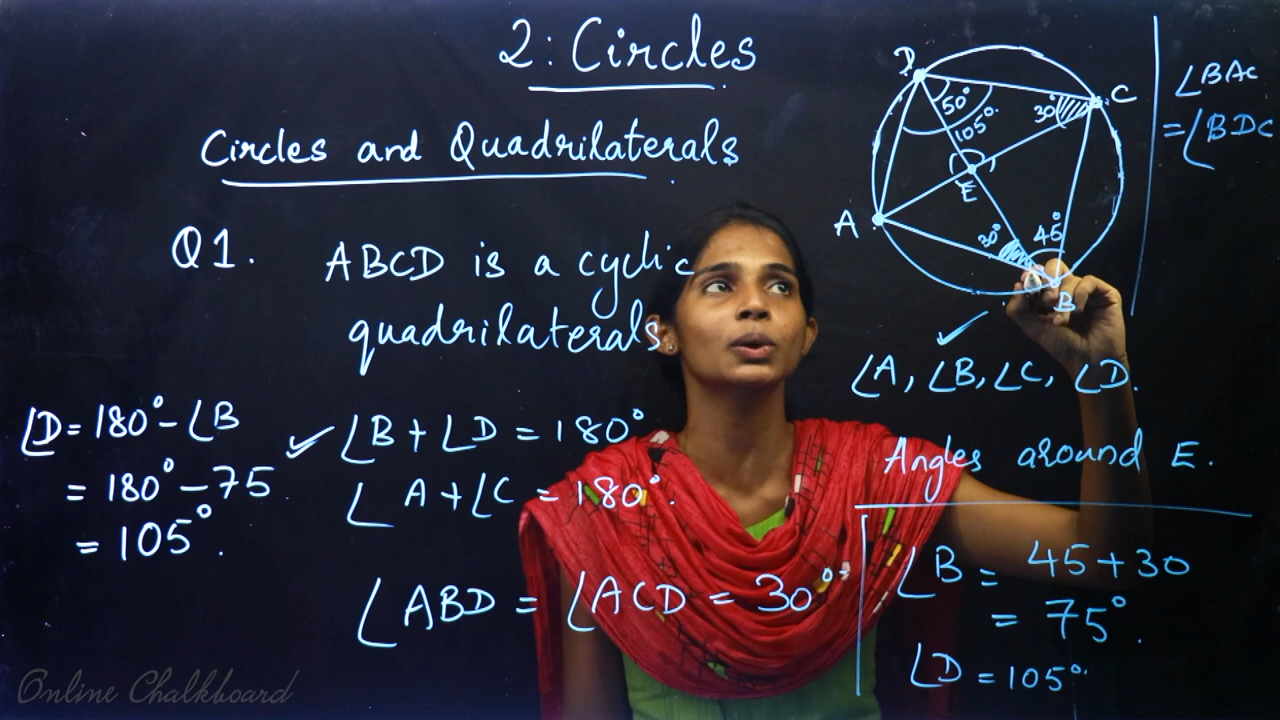 2: Circles
Circles and Quadrilaterals
Q1. ABCD is a cyclic
quadrilaterals
∠D = 180° - ∠B
= 180° - 75
= 105°.
✓ ∠B + ∠D = 180°
∠A + ∠C = 180°.
∠ABD = ∠ACD = 30°
D
C
50°
105°.
30°
E
A
30°
45°
B
∠BAC
= ∠BDC
✓
∠A, ∠B, ∠C, ∠D.
Angles around E.
∠B = 45+30
= 75°.
∠D = 105°.
Online Chalkboard